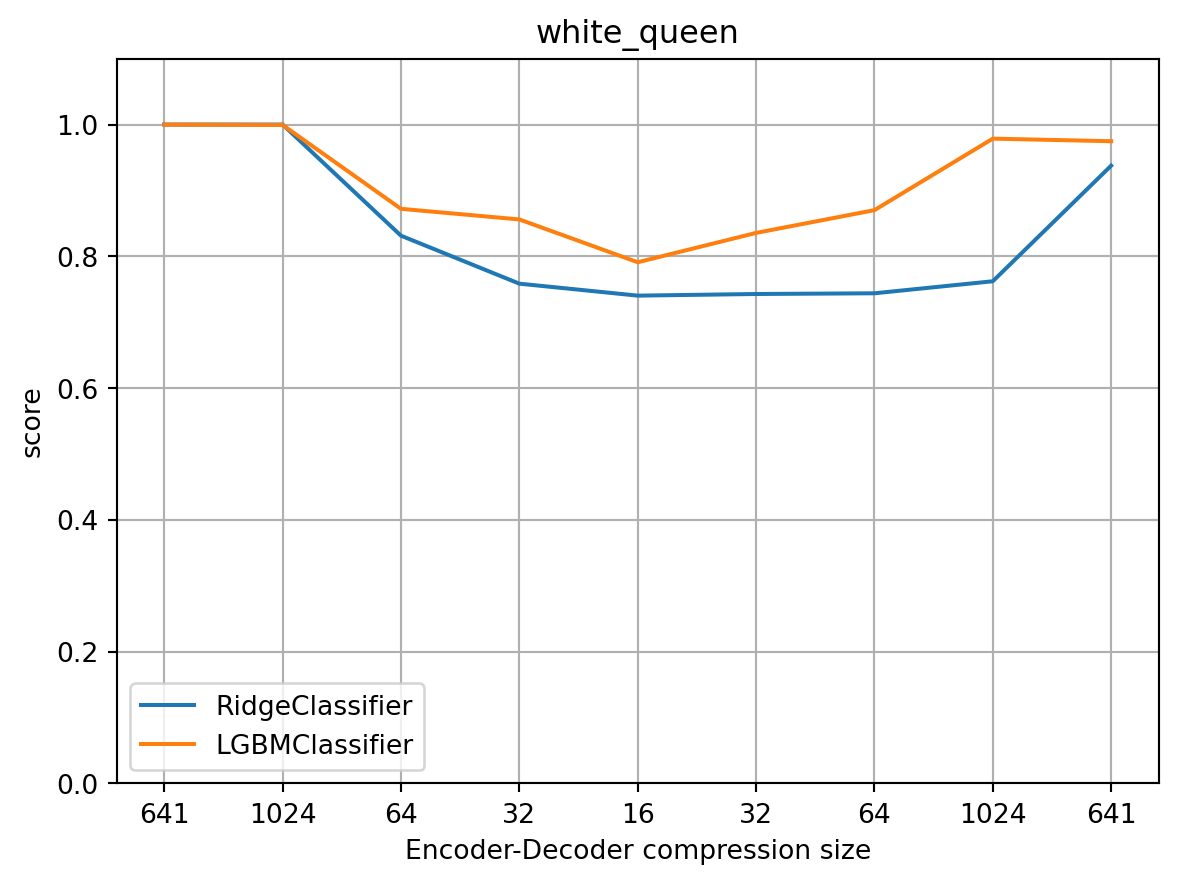 white_queen
score
1.0
0.8
0.6
0.4
0.2
0.0
RidgeClassifier
LGBMClassifier
641 1024 64 32 16 32 64 1024 641
Encoder-Decoder compression size